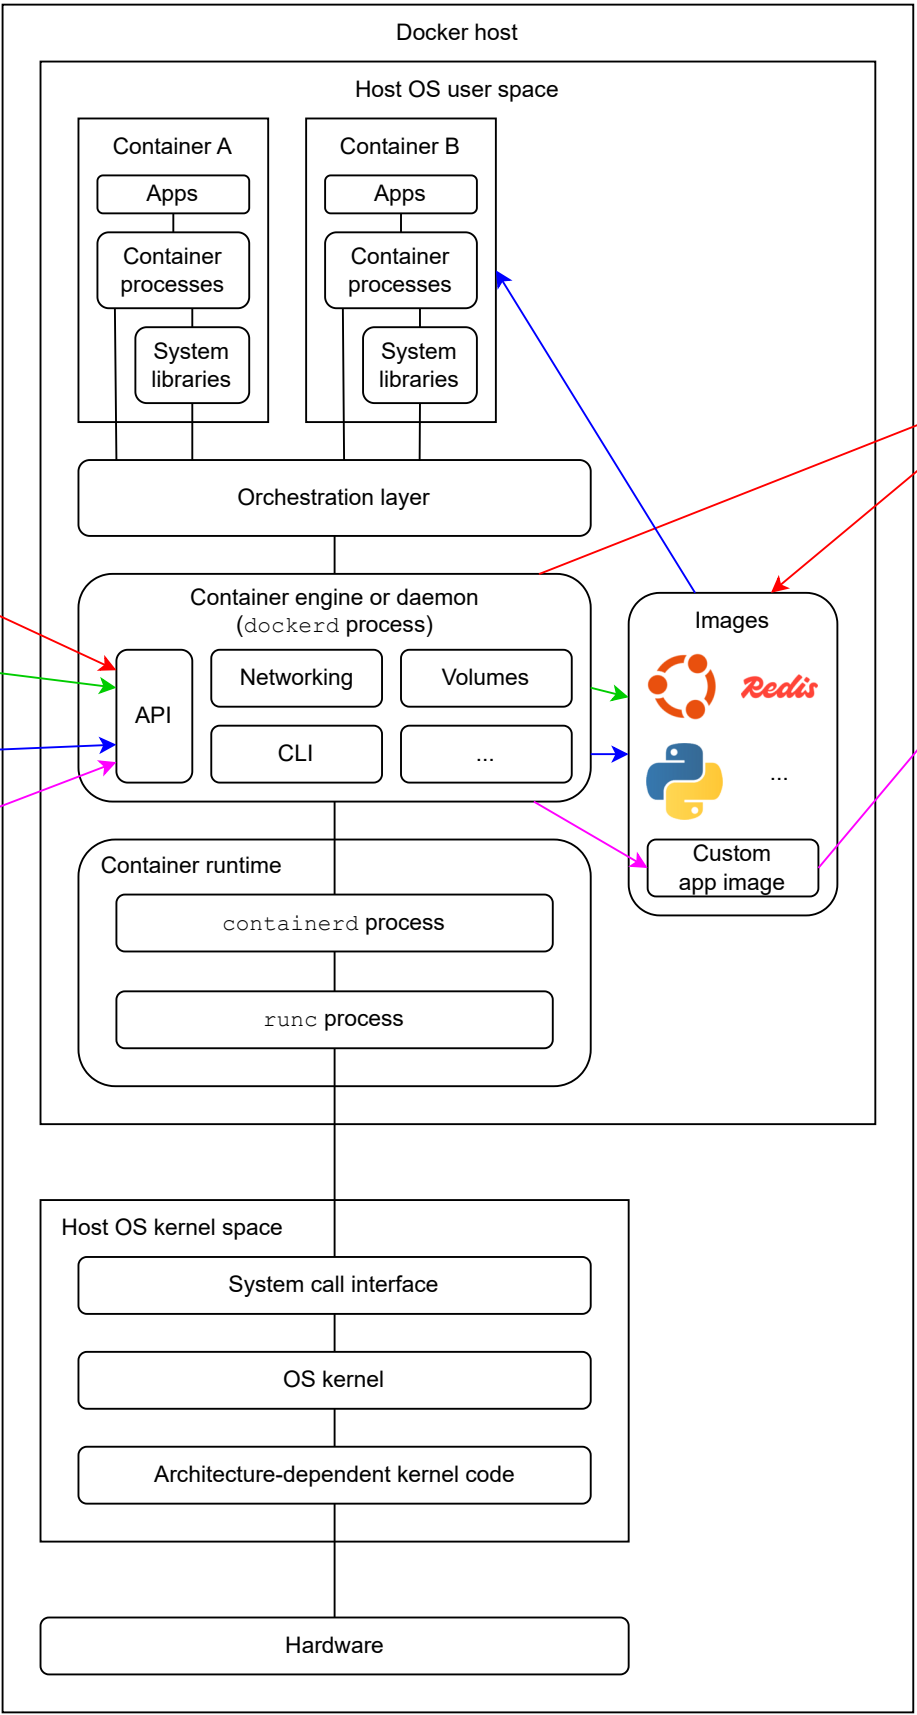 Docker host
Host OS user space
Container A
Apps
Container
processes
System
libraries
Container B
Apps
Container
processes
System
libraries
Orchestration layer
Container engine or daemon
(dockerd process)
API
Networking
Volumes
CLI
...
Images
Redis
...
Custom
app image
Container runtime
containerd process
runc process
Host OS kernel space
System call interface
OS kernel
Architecture-dependent kernel code
Hardware